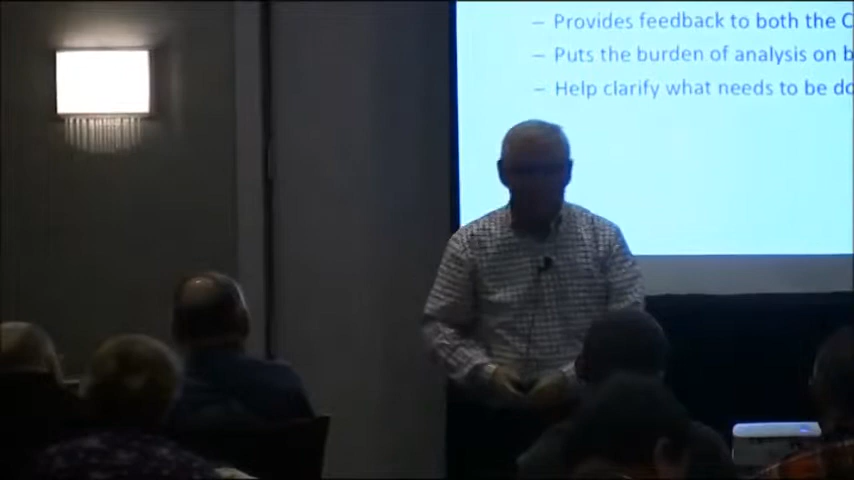 – Provides feedback to both the
– Puts the burden of analysis on
– Help clarify what needs to be